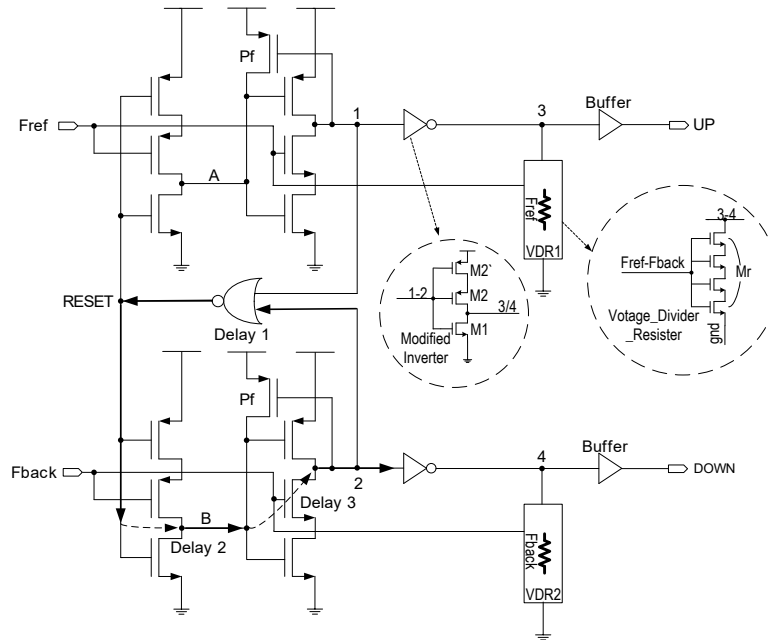 Pf
Fref
A
1
3
Buffer
UP
Fref
VDR1
3-4
Fref-Fback
Mr
Votage_Divider
_Resister
gnd
M2`
1-2
M2
3/4
M1
Modified
Inverter
RESET
Delay 1
Pf
Fback
B
Delay 2
Delay 3
2
4
Buffer
DOWN
Fback
VDR2